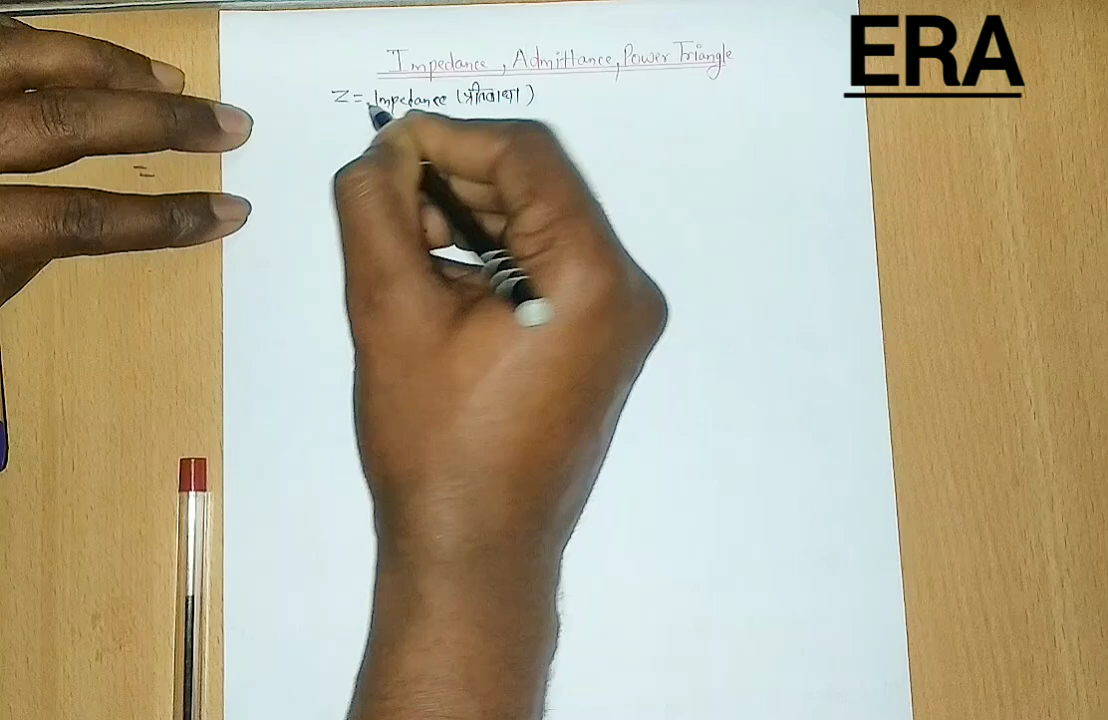 ERA
Impedance, Admittance, Power Triangle
Z = Impedance (प्रतिबाधा)